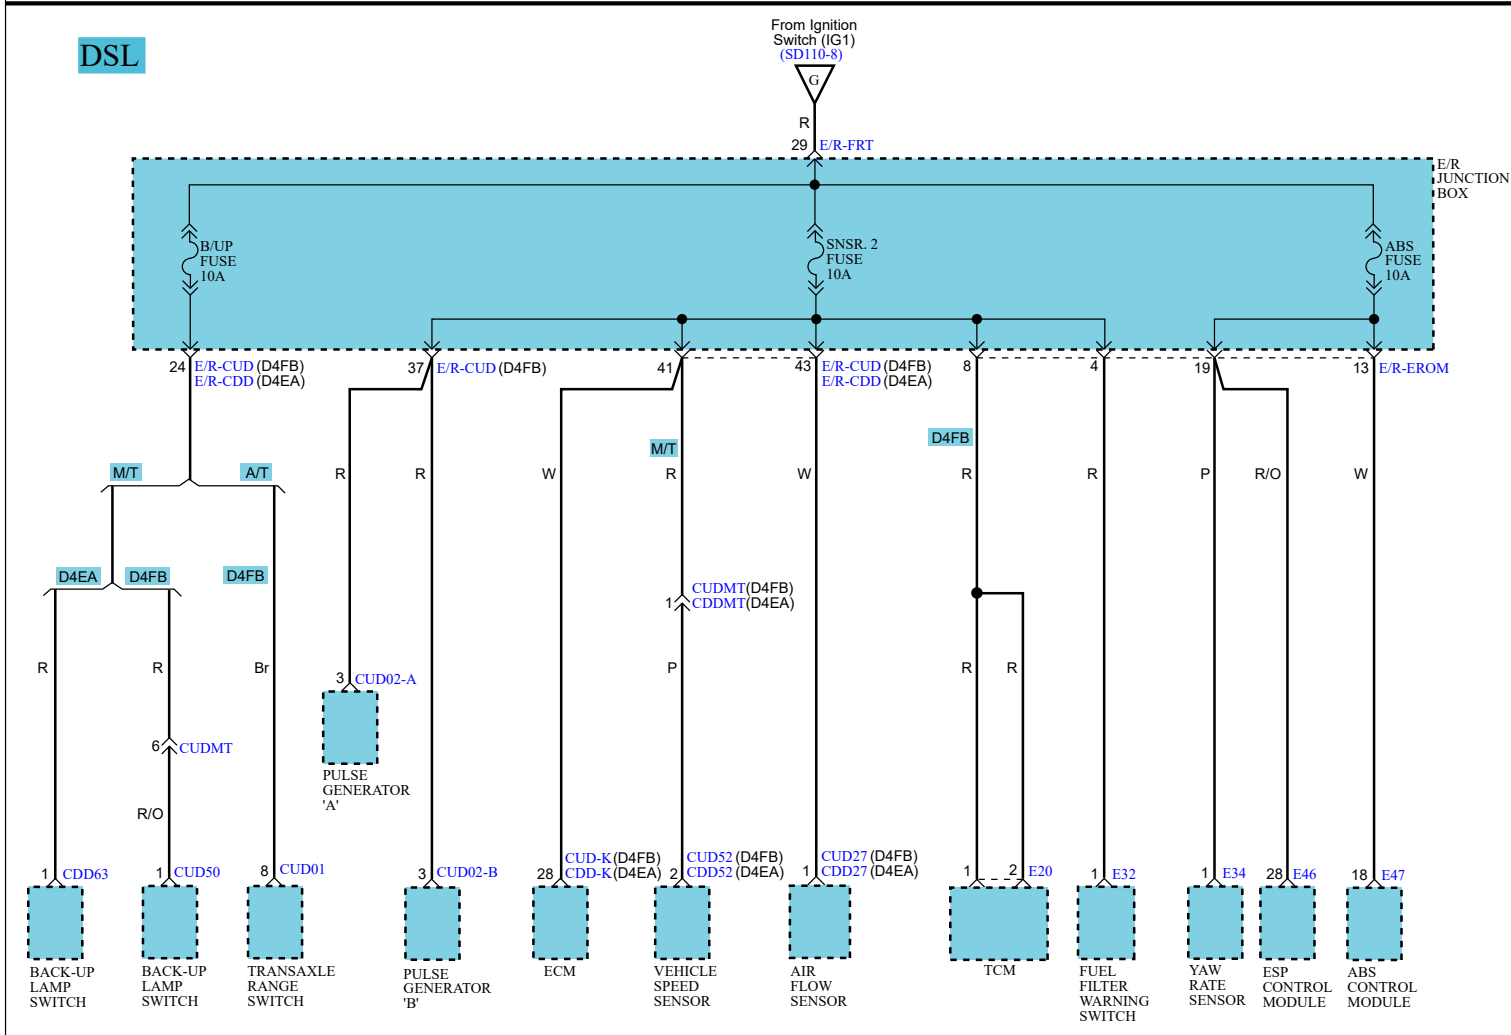 DSL
From Ignition
Switch (IG1)
(SD110-8)
G
R
29 E/R-FRT
E/R
JUNCTION
BOX
B/UP
FUSE
10A
SNSR. 2
FUSE
10A
ABS
FUSE
10A
24 E/R-CUD (D4FB)
E/R-CDD (D4EA)
37 E/R-CUD (D4FB)
41
43 E/R-CUD (D4FB)
E/R-CDD (D4EA)
8
4
19
13 E/R-EROM
M/T
A/T
M/T
D4FB
R
R
W
R
W
R
R
P
R/O
W
D4EA
D4FB
D4FB
CUDMT(D4FB)
1 CDDMT(D4EA)
R
R
Br
P
R
R
3 CUD02-A
PULSE
GENERATOR
'A'
6 CUDMT
R/O
1 CDD63
1 CUD50
8 CUD01
3 CUD02-B
CUD-K(D4FB)
28 CDD-K(D4EA)
CUD52 (D4FB)
2 CDD52 (D4EA)
CUD27 (D4FB)
1 CDD27 (D4EA)
1
2 E20
1 E32
1 E34
28 E46
18 E47
BACK-UP
LAMP
SWITCH
BACK-UP
LAMP
SWITCH
TRANSAXLE
RANGE
SWITCH
PULSE
GENERATOR
'B'
ECM
VEHICLE
SPEED
SENSOR
AIR
FLOW
SENSOR
TCM
FUEL
FILTER
WARNING
SWITCH
YAW
RATE
SENSOR
ESP
CONTROL
MODULE
ABS
CONTROL
MODULE